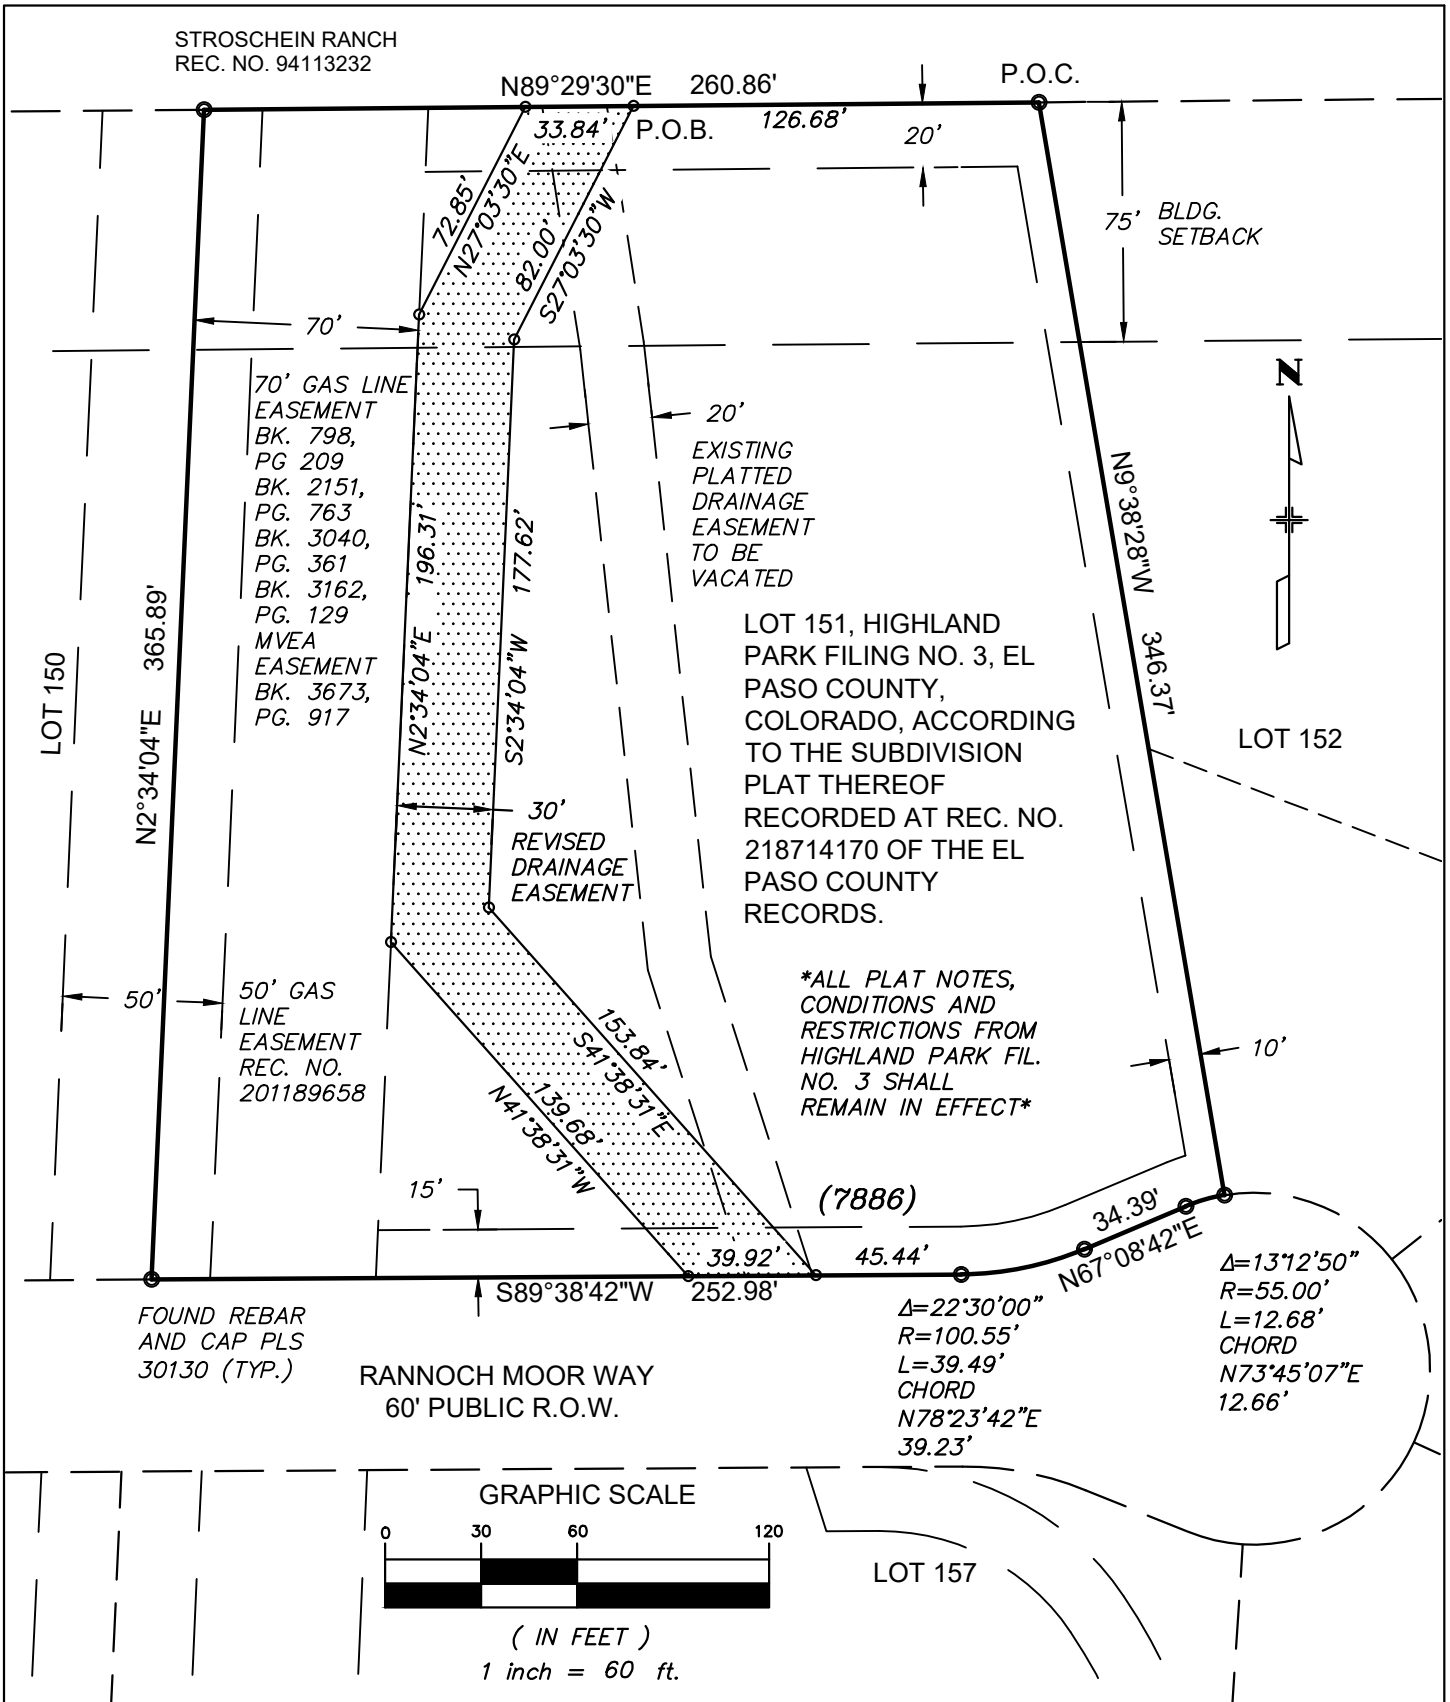 STROSCHEIN RANCH
REC. NO. 94113232
N89°29'30"E 260.86'
P.O.C.
33.84'
P.O.B.
126.68'
20'
72.85'
N27°03'30"E
82.00'
S27°03'30"W
75' BLDG.
SETBACK
70'
N
70' GAS LINE
EASEMENT
BK. 798,
PG 209
BK. 2151,
PG. 763
BK. 3040,
PG. 361
BK. 3162,
PG. 129
MVEA
EASEMENT
BK. 3673,
PG. 917
20'
EXISTING
PLATTED
DRAINAGE
EASEMENT
TO BE
VACATED
N9°38'28"W 346.37'
N2°34'04"E 196.31'
S2°34'04"W 177.62'
LOT 150
N2°34'04"E 365.89'
LOT 151, HIGHLAND
PARK FILING NO. 3, EL
PASO COUNTY,
COLORADO, ACCORDING
TO THE SUBDIVISION
PLAT THEREOF
RECORDED AT REC. NO.
218714170 OF THE EL
PASO COUNTY
RECORDS.
LOT 152
30'
REVISED
DRAINAGE
EASEMENT
50'
50' GAS
LINE
EASEMENT
REC. NO.
201189658
153.84'
S41°38'31"E
139.68'
N41°38'31"W
*ALL PLAT NOTES,
CONDITIONS AND
RESTRICTIONS FROM
HIGHLAND PARK FIL.
NO. 3 SHALL
REMAIN IN EFFECT*
10'
15'
(7886)
34.39'
N67°08'42"E
39.92'
45.44'
S89°38'42"W 252.98'
FOUND REBAR
AND CAP PLS
30130 (TYP.)
Δ=22°30'00"
R=100.55'
L=39.49'
CHORD
N78°23'42"E
39.23'
Δ=13°12'50"
R=55.00'
L=12.68'
CHORD
N73°45'07"E
12.66'
RANNOCH MOOR WAY
60' PUBLIC R.O.W.
GRAPHIC SCALE
0 30 60 120
( IN FEET )
1 inch = 60 ft.
LOT 157